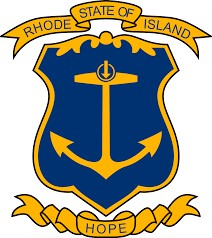 RHODE STATE OF ISLAND
HOPE